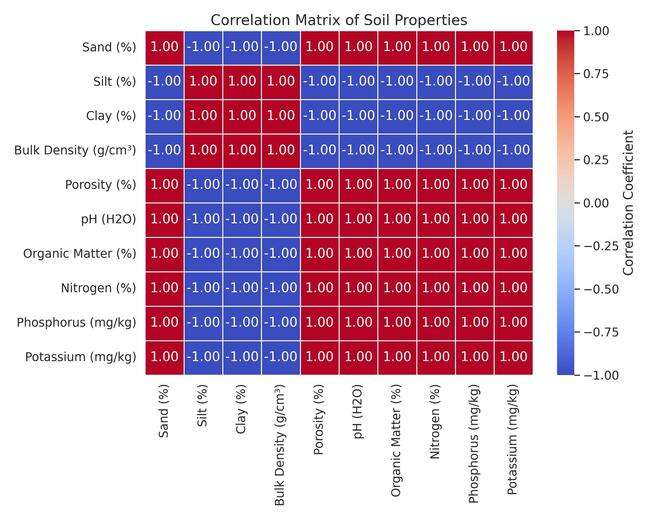 Correlation Matrix of Soil Properties
Sand (%) 1.00 -1.00 -1.00 -1.00 1.00 1.00 1.00 1.00 1.00 1.00
Silt (%) -1.00 1.00 1.00 1.00 -1.00 -1.00 -1.00 -1.00 -1.00 -1.00
Clay (%) -1.00 1.00 1.00 1.00 -1.00 -1.00 -1.00 -1.00 -1.00 -1.00
Bulk Density (g/cm³) -1.00 1.00 1.00 1.00 -1.00 -1.00 -1.00 -1.00 -1.00 -1.00
Porosity (%) 1.00 -1.00 -1.00 -1.00 1.00 1.00 1.00 1.00 1.00 1.00
pH (H2O) 1.00 -1.00 -1.00 -1.00 1.00 1.00 1.00 1.00 1.00 1.00
Organic Matter (%) 1.00 -1.00 -1.00 -1.00 1.00 1.00 1.00 1.00 1.00 1.00
Nitrogen (%) 1.00 -1.00 -1.00 -1.00 1.00 1.00 1.00 1.00 1.00 1.00
Phosphorus (mg/kg) 1.00 -1.00 -1.00 -1.00 1.00 1.00 1.00 1.00 1.00 1.00
Potassium (mg/kg) 1.00 -1.00 -1.00 -1.00 1.00 1.00 1.00 1.00 1.00 1.00
Sand (%)
Silt (%)
Clay (%)
Bulk Density (g/cm³)
Porosity (%)
pH (H2O)
Organic Matter (%)
Nitrogen (%)
Phosphorus (mg/kg)
Potassium (mg/kg)
1.00
0.75
0.50
0.25
0.00
−0.25
−0.50
−0.75
−1.00
Correlation Coefficient